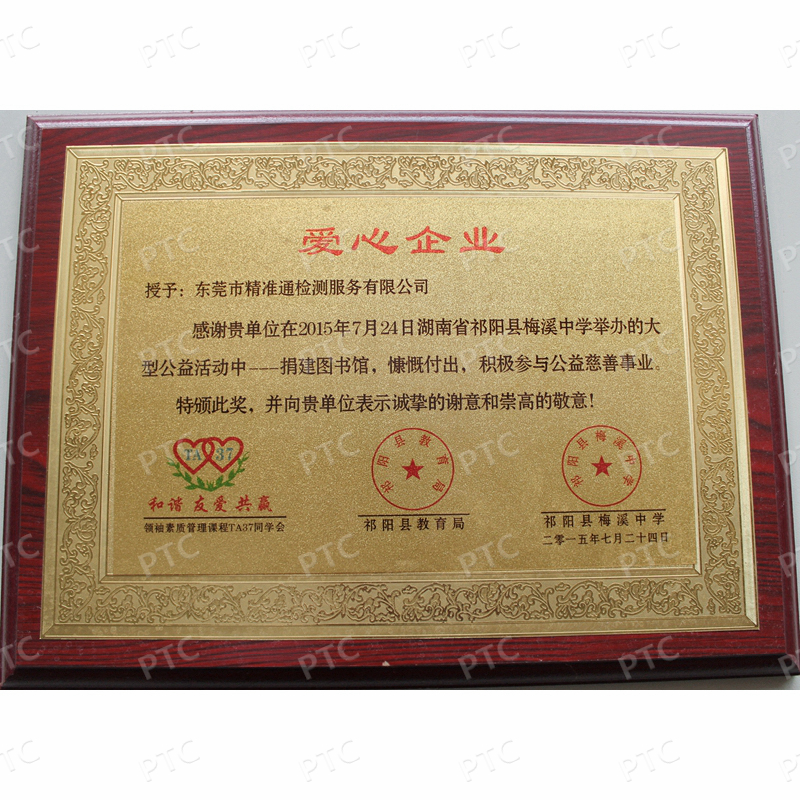 爱心企业
授予：东莞市精准通检测服务有限公司
感谢贵单位在2015年7月24日湖南省祁阳县梅溪中学举办的大
型公益活动中---捐建图书馆，慷慨付出，积极参与公益慈善事业。
特颁此奖，并向贵单位表示诚挚的谢意和崇高的敬意！
TA 37
和谐 友爱 共赢
领袖素质管理课程TA37同学会
祁阳县教育局
祁阳县教育局
祁阳县梅溪中学
祁阳县梅溪中学
二零一五年七月二十四日
PTC